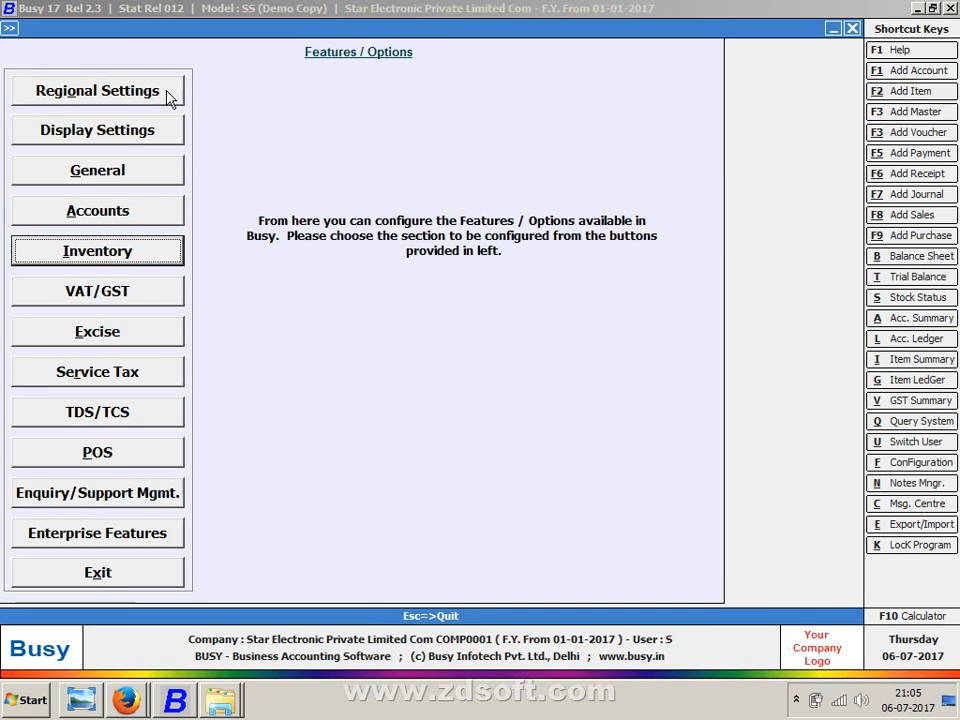 Busy 17 Rel 2.3 | Stat Rel 012 | Model : SS (Demo Copy) | Star Electronic Private Limited Com - F.Y. From 01-01-2017
>>
Features / Options
Regional Settings
Display Settings
General
Accounts
Inventory
VAT/GST
Excise
Service Tax
TDS/TCS
POS
Enquiry/Support Mgmt.
Enterprise Features
Exit
From here you can configure the Features / Options available in
Busy. Please choose the section to be configured from the buttons
provided in left.
Shortcut Keys
F1 Help
F1 Add Account
F2 Add Item
F3 Add Master
F3 Add Voucher
F5 Add Payment
F6 Add Receipt
F7 Add Journal
F8 Add Sales
F9 Add Purchase
B Balance Sheet
T Trial Balance
S Stock Status
A Acc. Summary
L Acc. Ledger
I Item Summary
G Item LedGer
V GST Summary
Q Query System
U Switch User
F ConFiguration
N Notes Mngr.
C Msg. Centre
E Export/Import
K LocK Program
Esc=>Quit
F10 Calculator
Busy
Company : Star Electronic Private Limited Com COMP0001 ( F.Y. From 01-01-2017 ) - User : S
BUSY - Business Accounting Software ; (c) Busy Infotech Pvt. Ltd., Delhi ; www.busy.in
Your
Company
Logo
Thursday
06-07-2017
Start
B
www.zdsoft.com
21:05
06-07-2017